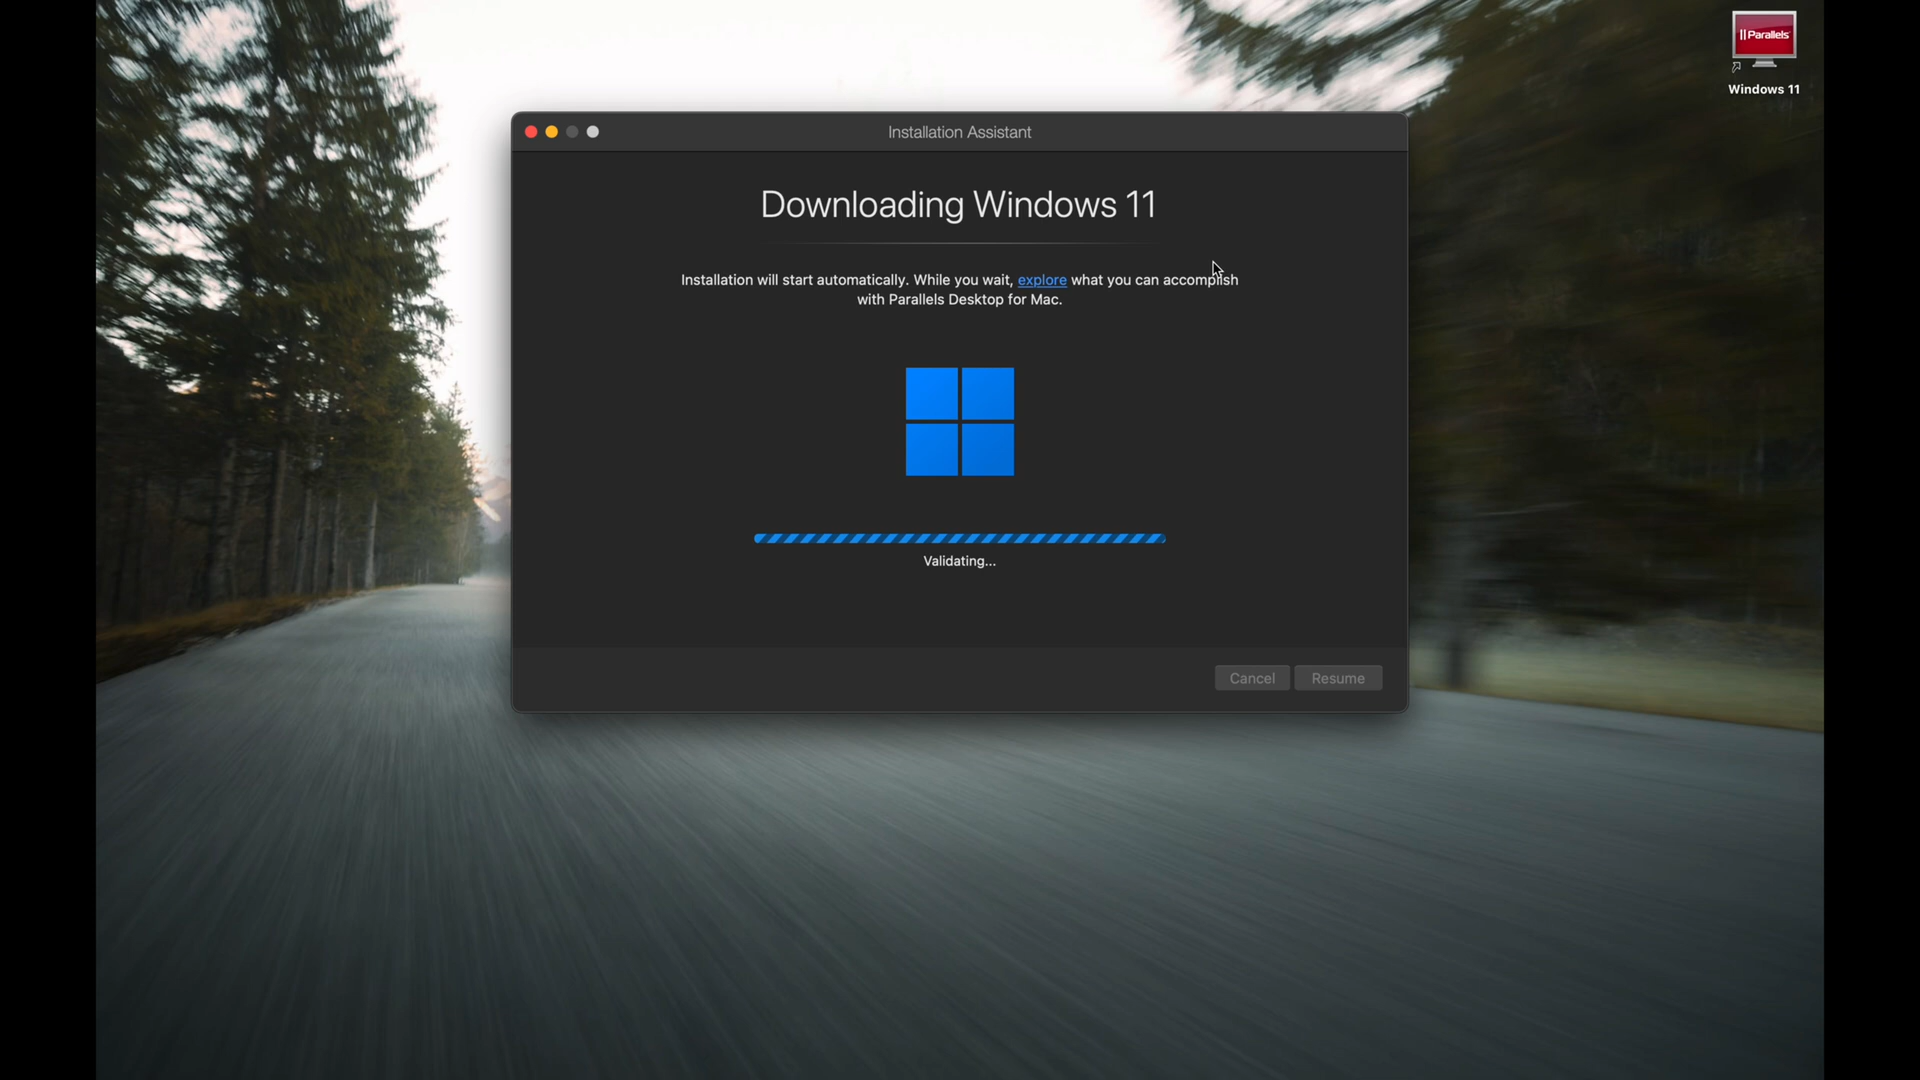 || Parallels
Windows 11
Installation Assistant
Downloading Windows 11
Installation will start automatically. While you wait, explore what you can accomplish
with Parallels Desktop for Mac.
Validating...
Cancel
Resume